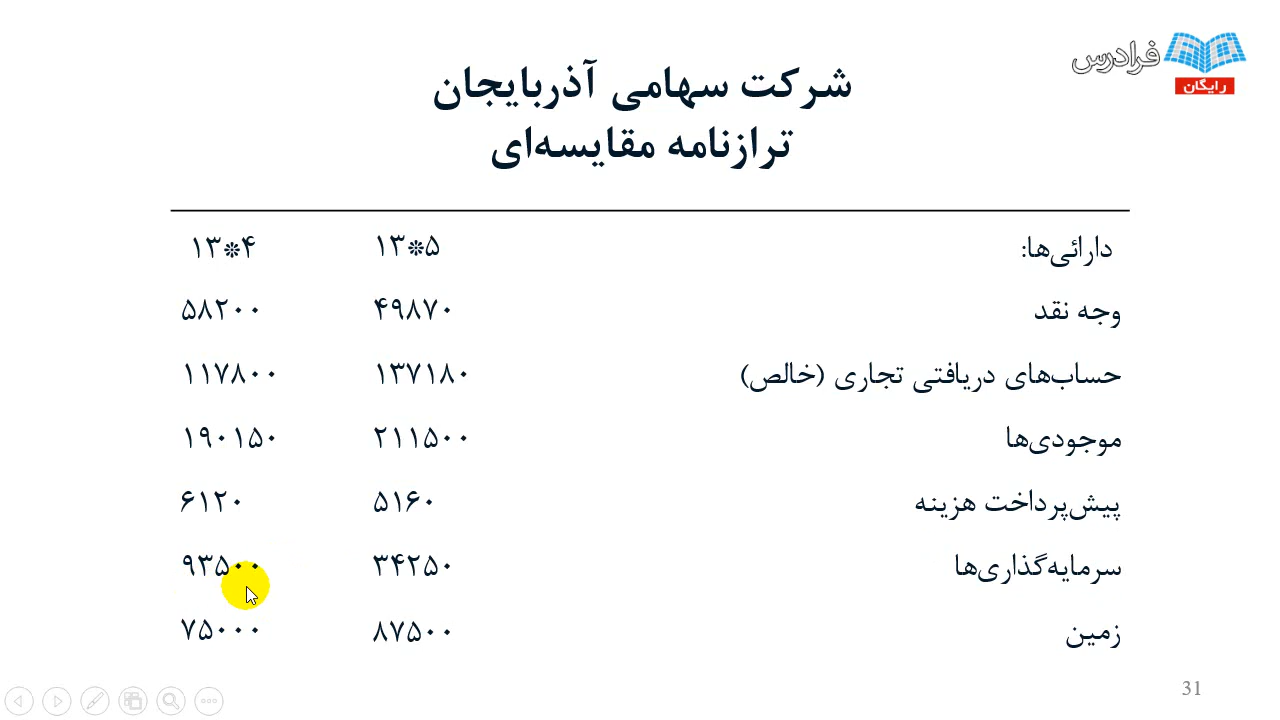 فرادرس
رایگان
شرکت سهامی آذربایجان
ترازنامه مقایسه‌ای
دارائی‌ها: ۱۳*۵ ۱۳*۴
وجه نقد ۴۹۸۷۰ ۵۸۲۰۰
حساب‌های دریافتی تجاری (خالص) ۱۳۷۱۸۰ ۱۱۷۸۰۰
موجودی‌ها ۲۱۱۵۰۰ ۱۹۰۱۵۰
پیش‌پرداخت هزینه ۵۱۶۰ ۶۱۲۰
سرمایه‌گذاری‌ها ۳۴۲۵۰ ۹۳۵۰۰
زمین ۸۷۵۰۰ ۷۵۰۰۰
31